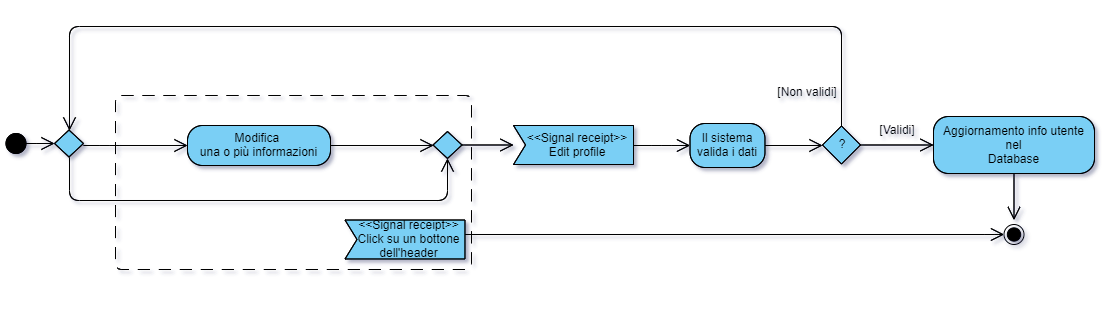 [Non validi]
Modifica
una o più informazioni
<<Signal receipt>>
Edit profile
Il sistema
valida i dati
?
[Validi]
Aggiornamento info utente
nel
Database
<<Signal receipt>>
Click su un bottone
dell'header